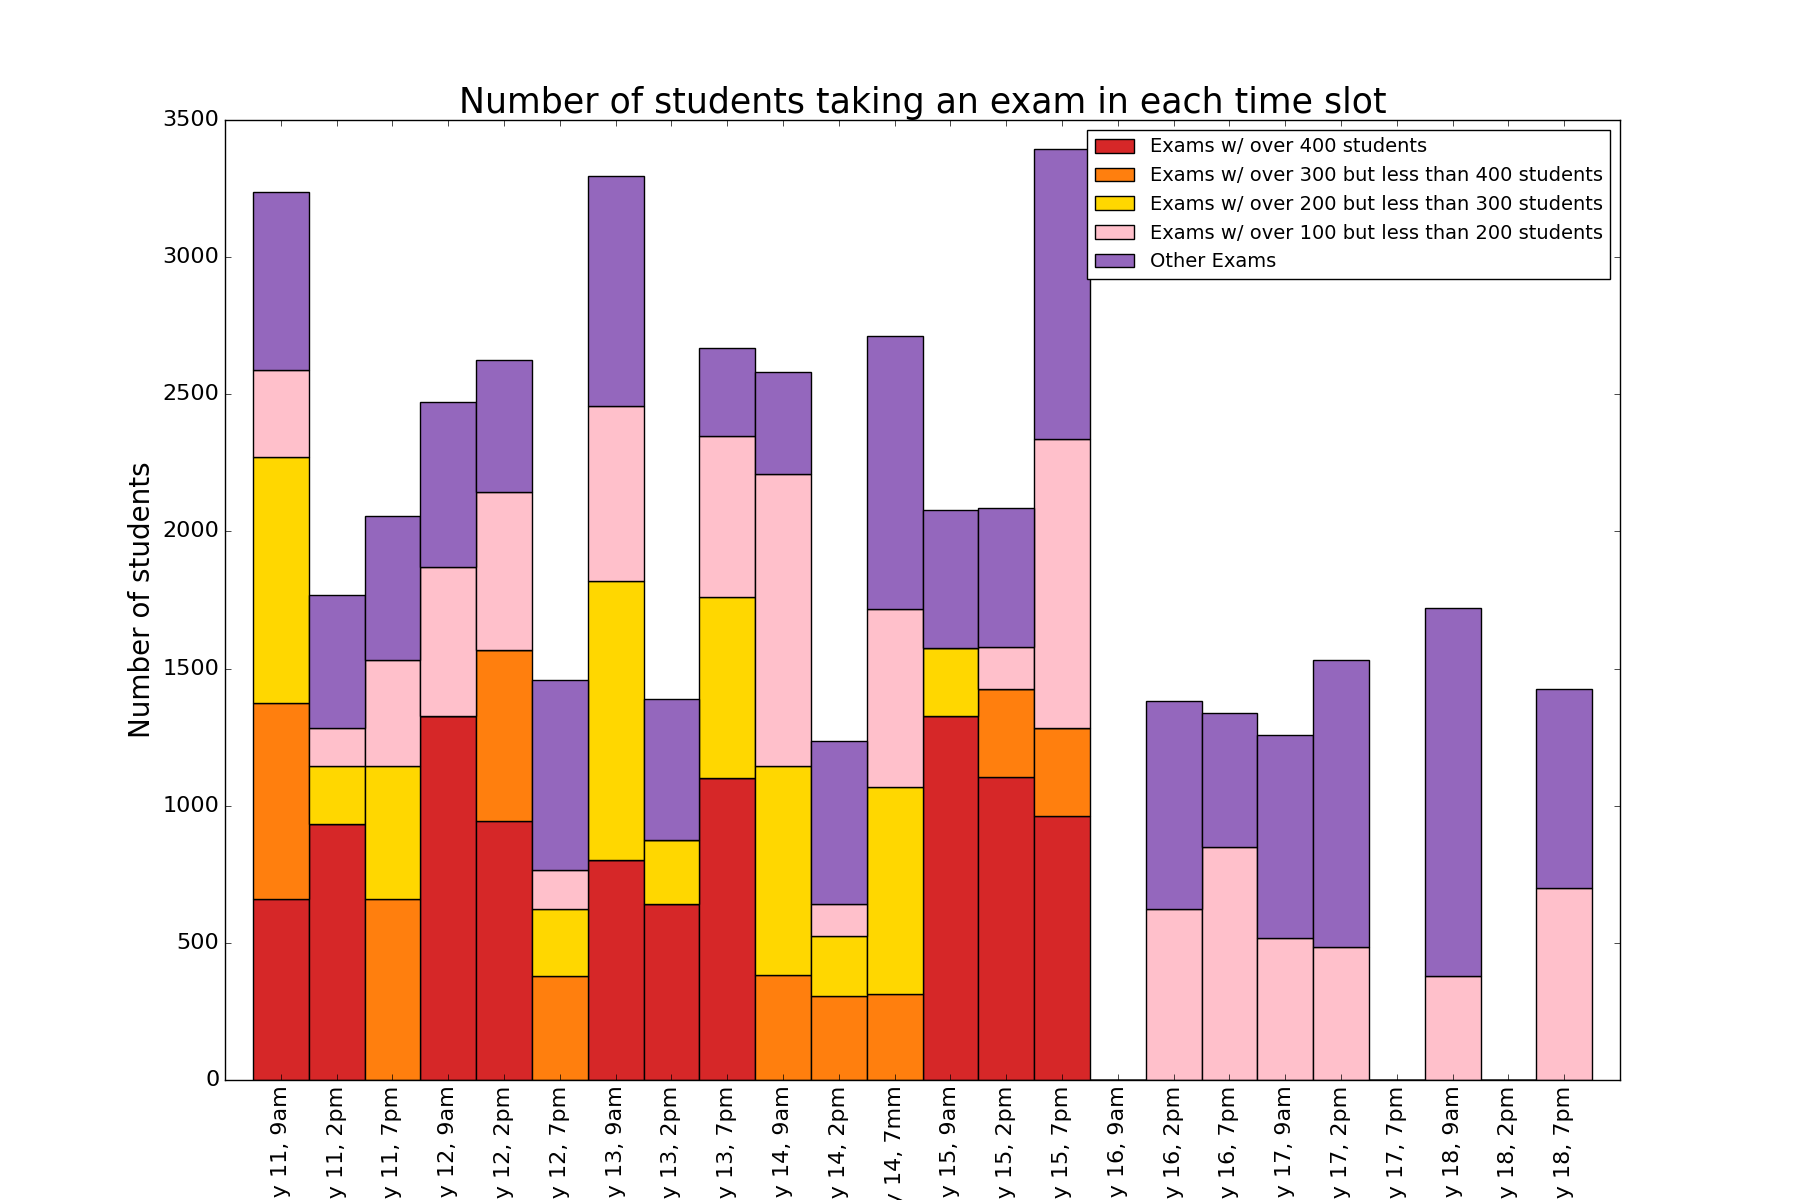 Number of students taking an exam in each time slot
Number of students
3500
3000
2500
2000
1500
1000
500
0
Exams w/ over 400 students
Exams w/ over 300 but less than 400 students
Exams w/ over 200 but less than 300 students
Exams w/ over 100 but less than 200 students
Other Exams
y 11, 9am
y 11, 2pm
y 11, 7pm
y 12, 9am
y 12, 2pm
y 12, 7pm
y 13, 9am
y 13, 2pm
y 13, 7pm
y 14, 9am
y 14, 2pm
y 14, 7mm
y 15, 9am
y 15, 2pm
y 15, 7pm
y 16, 9am
y 16, 2pm
y 16, 7pm
y 17, 9am
y 17, 2pm
y 17, 7pm
y 18, 9am
y 18, 2pm
y 18, 7pm